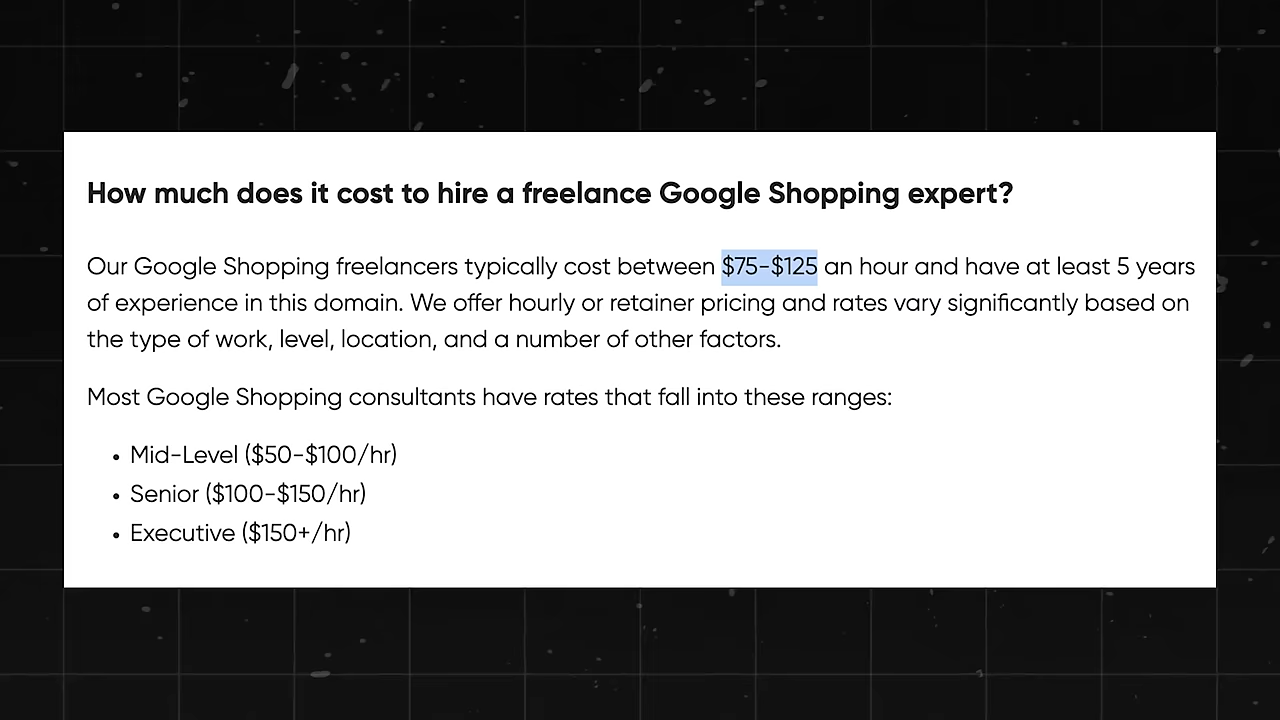 How much does it cost to hire a freelance Google Shopping expert?
Our Google Shopping freelancers typically cost between $75-$125 an hour and have at least 5 years
of experience in this domain. We offer hourly or retainer pricing and rates vary significantly based on
the type of work, level, location, and a number of other factors.
Most Google Shopping consultants have rates that fall into these ranges:
• Mid-Level ($50-$100/hr)
• Senior ($100-$150/hr)
• Executive ($150+/hr)